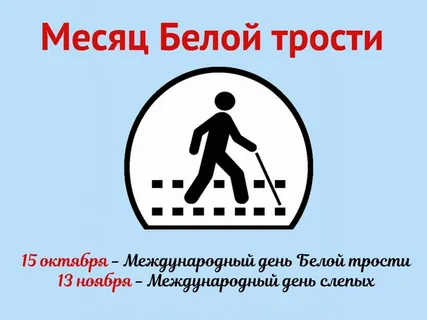 Месяц Белой трости
15 октября – Международный день Белой трости
13 ноября – Международный день слепых